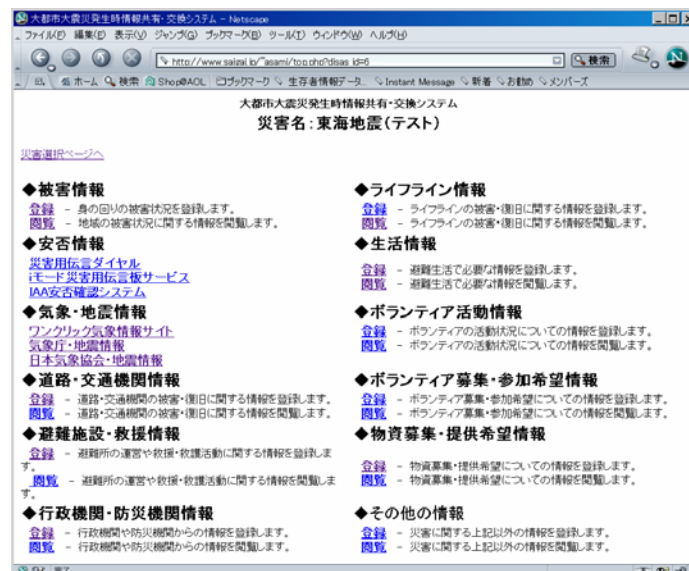 大都市大震災発生時情報共有・交換システム - Netscape
ファイル(F) 編集(E) 表示(V) ジャンプ(G) ブックマーク(B) ツール(T) ウィンドウ(W) ヘルプ(H)
http://www.saigai.jp/~asami/top.php?disas_id=6 検索
ホーム 検索 Shop@AOL ブックマーク 生存者情報データ... Instant Message 新着 お勧め メンバーズ
大都市大震災発生時情報共有・交換システム
災害名:東海地震(テスト)
災害選択ページへ
◆被害情報
登録 - 身の回りの被害状況を登録します。
閲覧 - 地域の被害状況に関する情報を閲覧します。
◆安否情報
災害用伝言ダイヤル
iモード災害用伝言板サービス
IAA安否確認システム
◆気象・地震情報
ワンクリック気象情報サイト
気象庁・地震情報
日本気象協会・地震情報
◆道路・交通機関情報
登録 - 道路・交通機関の被害・復旧に関する情報を登録します。
閲覧 - 道路・交通機関の被害・復旧に関する情報を閲覧します。
◆避難施設・救援情報
登録 - 避難所の運営や救援・救護活動に関する情報を登録しま
す。
閲覧 - 避難所の運営や救援・救護活動に関する情報を閲覧しま
す。
◆行政機関・防災機関情報
登録 - 行政機関や防災機関からの情報を登録します。
閲覧 - 行政機関や防災機関からの情報を閲覧します。
◆ライフライン情報
登録 - ライフラインの被害・復旧に関する情報を登録します。
閲覧 - ライフラインの被害・復旧に関する情報を閲覧します。
◆生活情報
登録 - 避難生活で必要な情報を登録します。
閲覧 - 避難生活で必要な情報を閲覧します。
◆ボランティア活動情報
登録 - ボランティアの活動状況についての情報を登録します。
閲覧 - ボランティアの活動状況についての情報を閲覧します。
◆ボランティア募集・参加希望情報
登録 - ボランティア募集・参加希望についての情報を登録します。
閲覧 - ボランティア募集・参加希望についての情報を閲覧します。
◆物資募集・提供希望情報
登録 - 物資募集・提供希望についての情報を登録します。
閲覧 - 物資募集・提供希望についての情報を閲覧します。
◆その他の情報
登録 - 災害に関する上記以外の情報を登録します。
閲覧 - 災害に関する上記以外の情報を閲覧します。